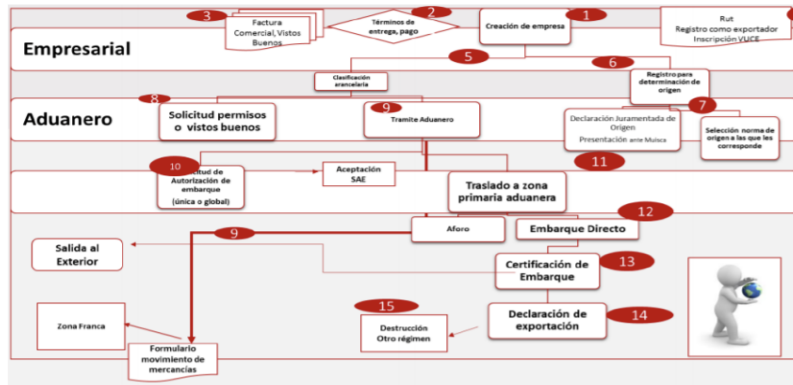 3
Factura
Comercial, Vistos
Buenos
2
Términos de
entrega, pago
1
Creación de empresa
Rut
Registro como exportador
Inscripción VUCE
Empresarial
5
6
Clasificación
arancelaria
Registro para
determinación de
origen
8
Solicitud permisos
o vistos buenos
9
Tramite Aduanero
7
Declaración Juramentada de
Origen
Presentación ante Muisca
Selección norma de
origen a las que les
corresponde
Aduanero
10
Autorización de
embarque
(única o global)
Aceptación
SAE
11
Traslado a zona
primaria aduanera
12
Aforo
Embarque Directo
9
Salida al
Exterior
13
Certificación de
Embarque
15
Destrucción
Otro régimen
14
Declaración de
exportación
Zona Franca
Formulario
movimiento de
mercancías